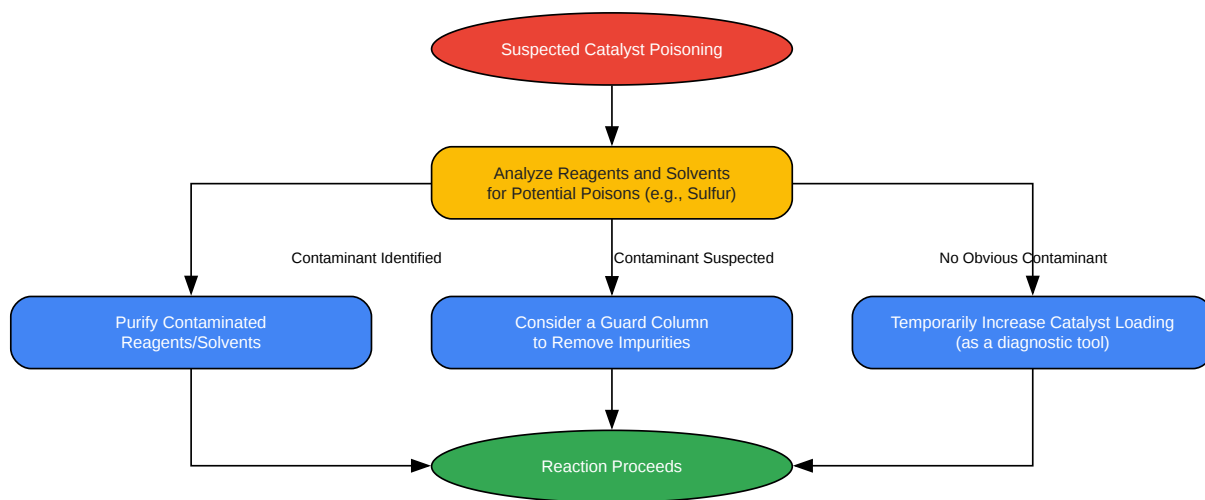 Suspected Catalyst Poisoning
Analyze Reagents and Solvents
for Potential Poisons (e.g., Sulfur)
Contaminant Identified
Contaminant Suspected
No Obvious Contaminant
Purify Contaminated
Reagents/Solvents
Consider a Guard Column
to Remove Impurities
Temporarily Increase Catalyst Loading
(as a diagnostic tool)
Reaction Proceeds